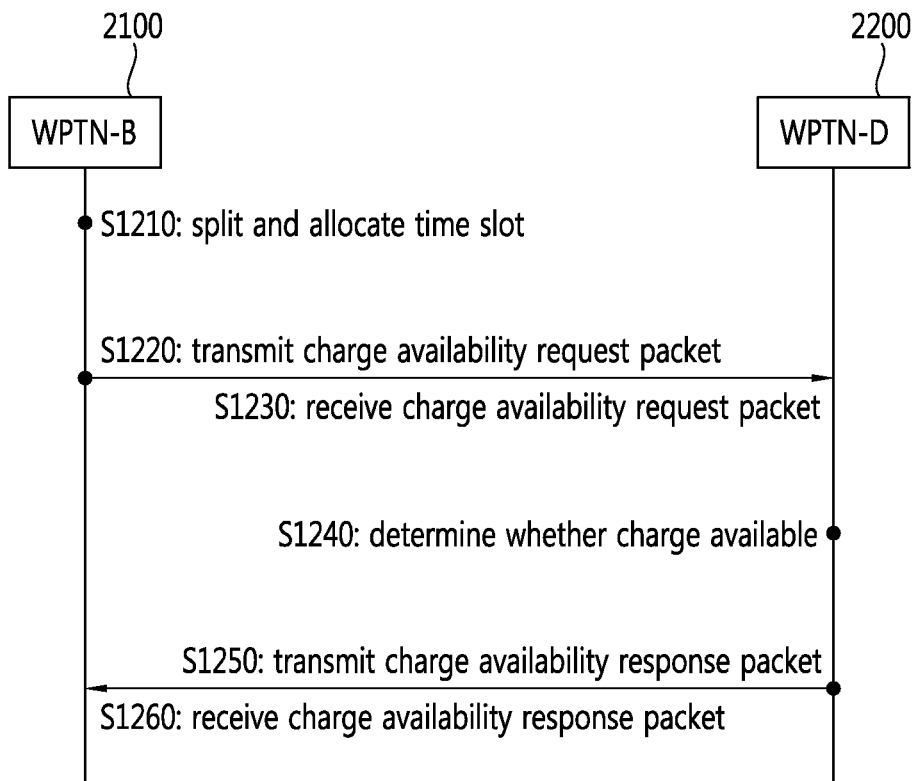 2100
2200
WPTN-B
WPTN-D
S1210: split and allocate time slot
S1220: transmit charge availability request packet
S1230: receive charge availability request packet
S1240: determine whether charge available
S1250: transmit charge availability response packet
S1260: receive charge availability response packet